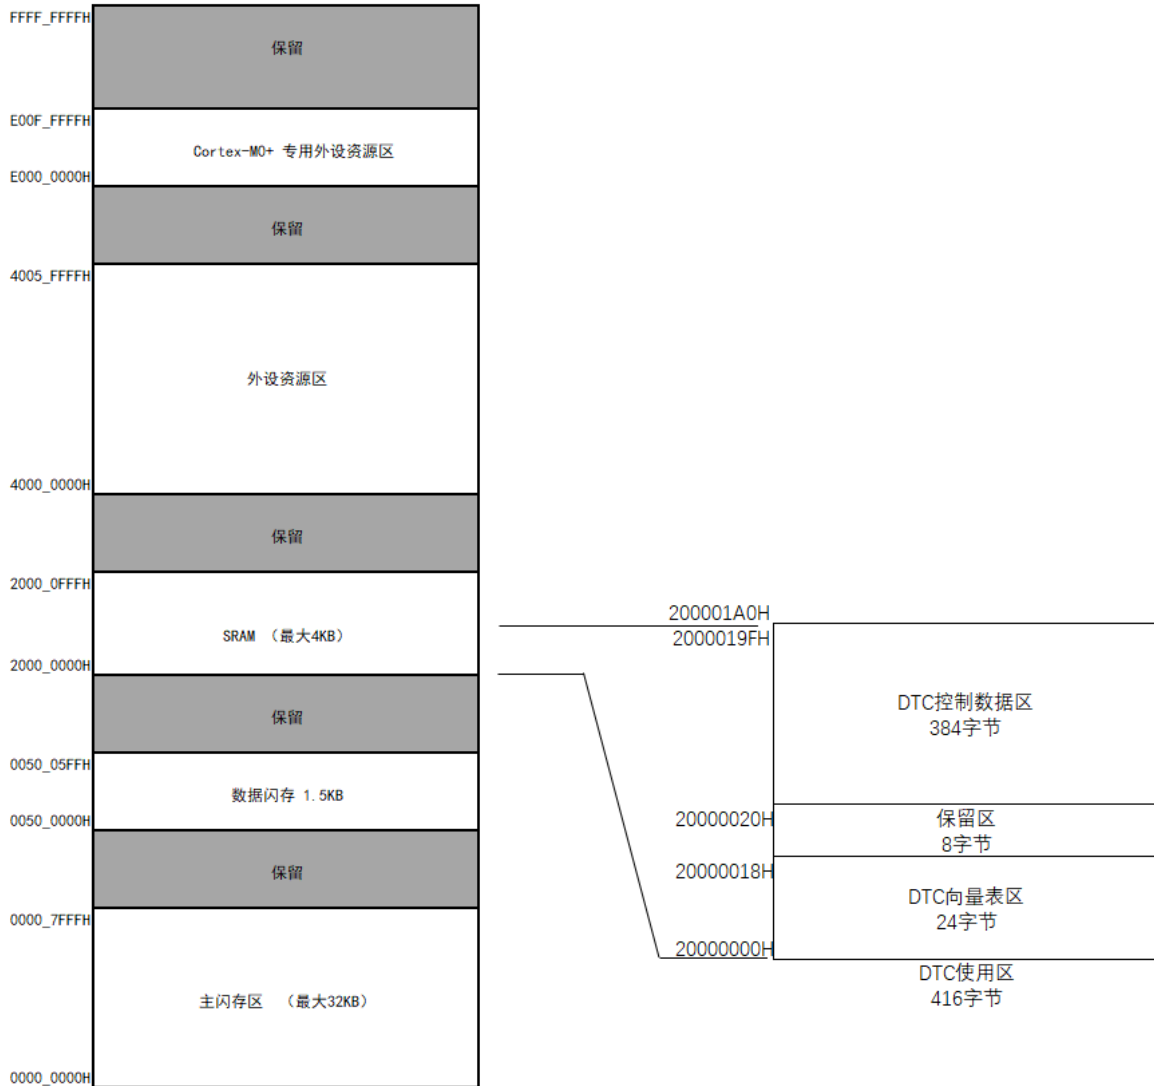 FFFF_FFFFH
保留
E00F_FFFFH
Cortex-M0+ 专用外设资源区
E000_0000H
保留
4005_FFFFH
外设资源区
4000_0000H
保留
2000_0FFFH
SRAM （最大4KB）
2000_0000H
保留
0050_05FFH
数据闪存 1.5KB
0050_0000H
保留
0000_7FFFH
主闪存区 （最大32KB）
0000_0000H
200001A0H
2000019FH
DTC控制数据区
384字节
20000020H
保留区
8字节
20000018H
DTC向量表区
24字节
20000000H
DTC使用区
416字节